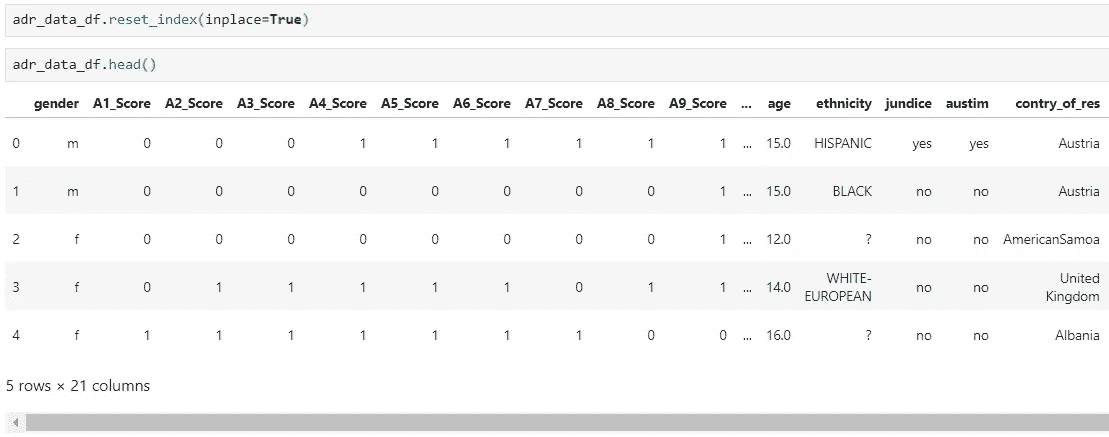 adr_data_df.reset_index(inplace=True)
adr_data_df.head()
gender A1_Score A2_Score A3_Score A4_Score A5_Score A6_Score A7_Score A8_Score A9_Score ... age ethnicity jundice austim contry_of_res
0 m 0 0 0 1 1 1 1 1 1 ... 15.0 HISPANIC yes yes Austria
1 m 0 0 0 0 0 0 0 0 1 ... 15.0 BLACK no no Austria
2 f 0 0 0 0 0 0 0 0 1 ... 12.0 ? no no AmericanSamoa
3 f 0 1 1 1 1 1 0 1 1 ... 14.0 WHITE-
EUROPEAN no no United
Kingdom
4 f 1 1 1 1 1 1 1 0 0 ... 16.0 ? no no Albania
5 rows × 21 columns